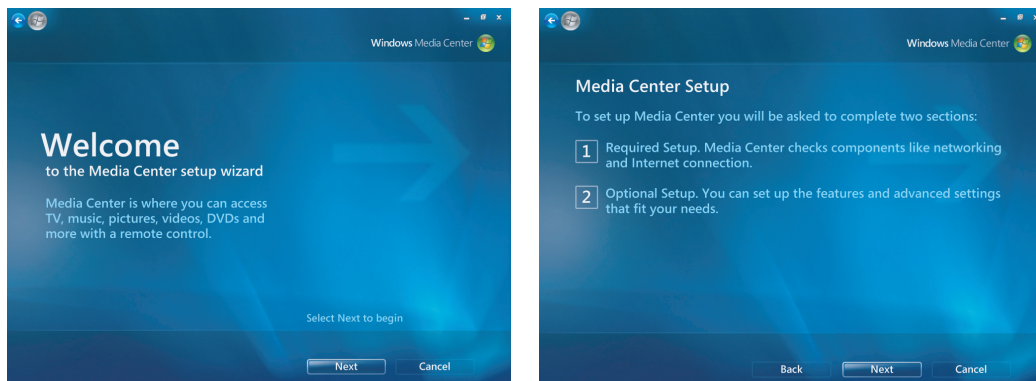 Windows Media Center
Welcome
to the Media Center setup wizard
Media Center is where you can access
TV, music, pictures, videos, DVDs and
more with a remote control.
Select Next to begin
Next Cancel
Windows Media Center
Media Center Setup
To set up Media Center you will be asked to complete two sections:
1 Required Setup. Media Center checks components like networking
and Internet connection.
2 Optional Setup. You can set up the features and advanced settings
that fit your needs.
Back Next Cancel